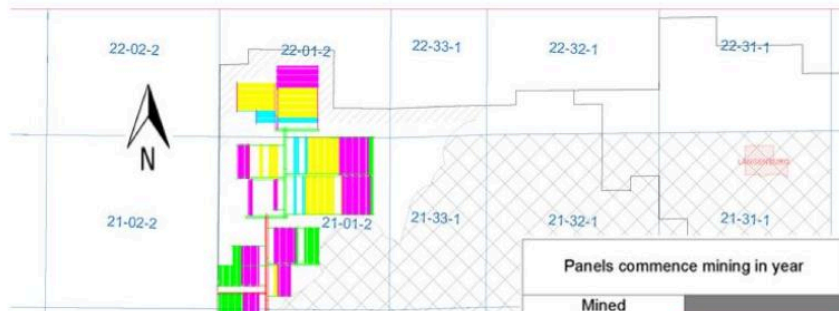 22-02-2
22-01-2
22-33-1
22-32-1
22-31-1
N
LANGENBURG
21-02-2
21-01-2
21-33-1
21-32-1
21-31-1
Panels commence mining in year
Mined